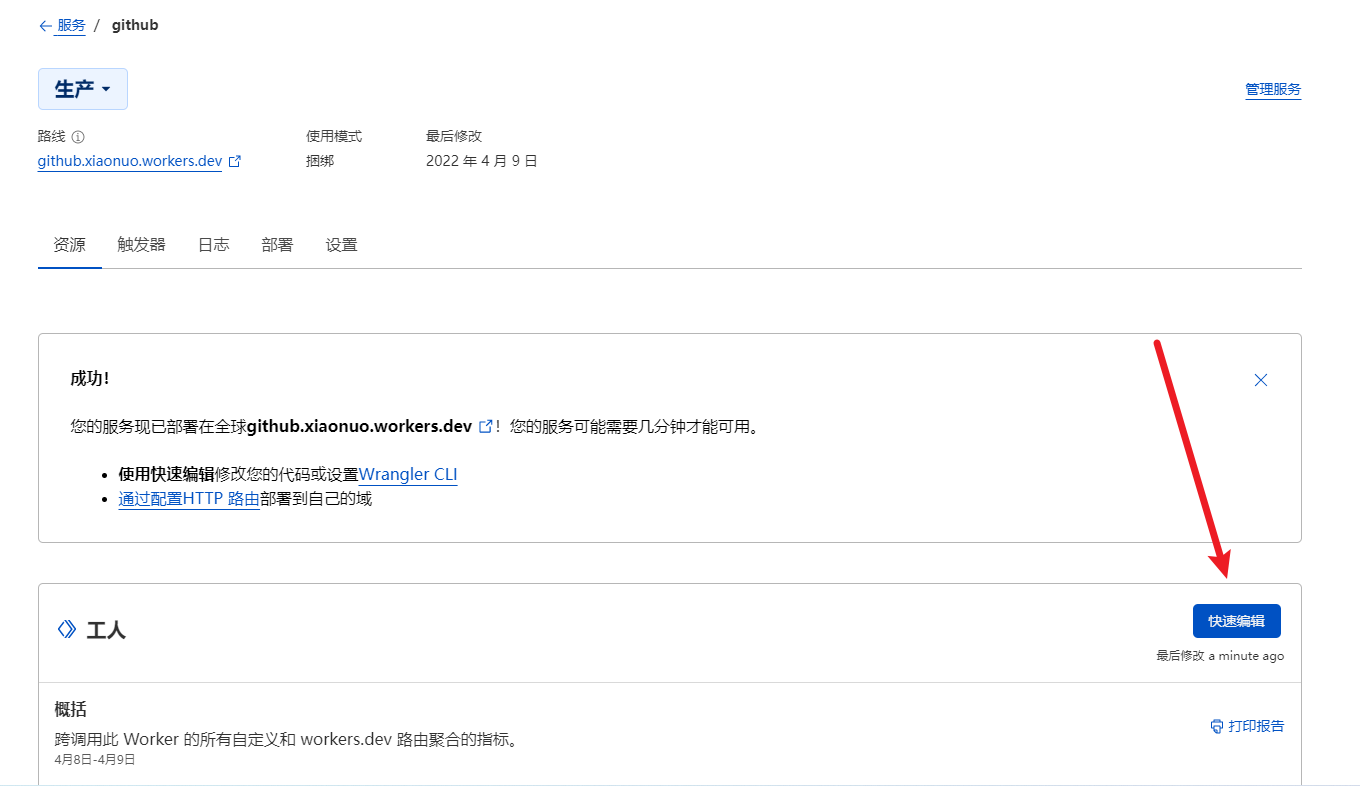 服务 / github
生产
管理服务
路线 使用模式 最后修改
github.xiaonuo.workers.dev 捆绑 2022 年 4 月 9 日
资源 触发器 日志 部署 设置
成功！
您的服务现已部署在全球github.xiaonuo.workers.dev ！您的服务可能需要几分钟才能可用。
• 使用快速编辑修改您的代码或设置Wrangler CLI
• 通过配置HTTP 路由部署到自己的域
工人
快速编辑
最后修改 a minute ago
概括
打印报告
跨调用此 Worker 的所有自定义和 workers.dev 路由聚合的指标。
4月8日-4月9日